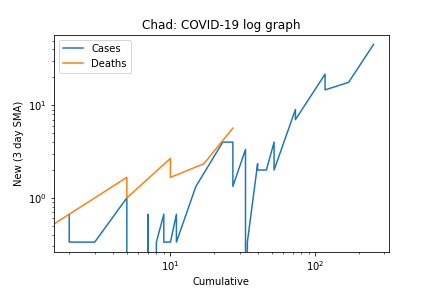 Chad: COVID-19 log graph
Cases
Deaths
New (3 day SMA)
10¹
10⁰
10¹
10²
Cumulative